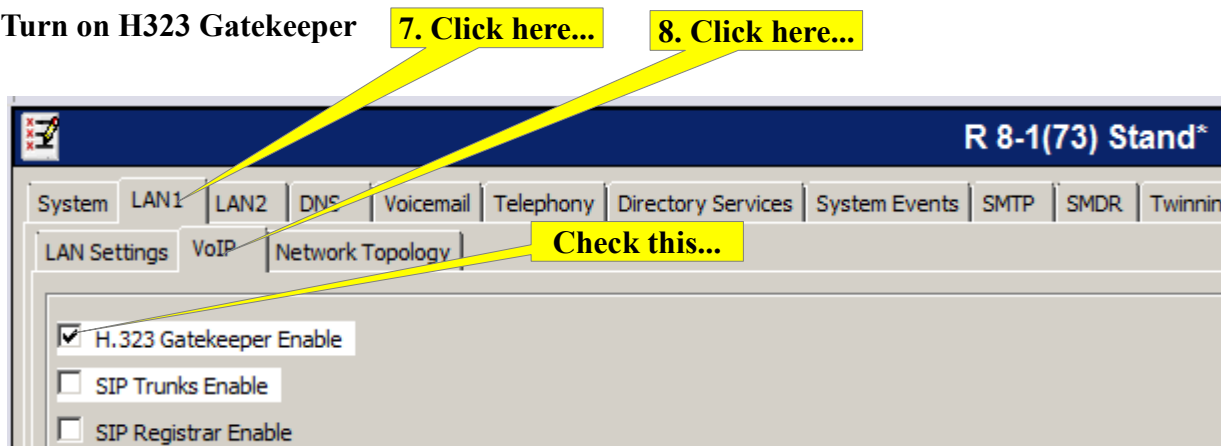 Turn on H323 Gatekeeper 7. Click here... 8. Click here...
R 8-1(73) Stand*
System LAN1 LAN2 DNS Voicemail Telephony Directory Services System Events SMTP SMDR Twinnin
LAN Settings VoIP Network Topology Check this...
H.323 Gatekeeper Enable
SIP Trunks Enable
SIP Registrar Enable